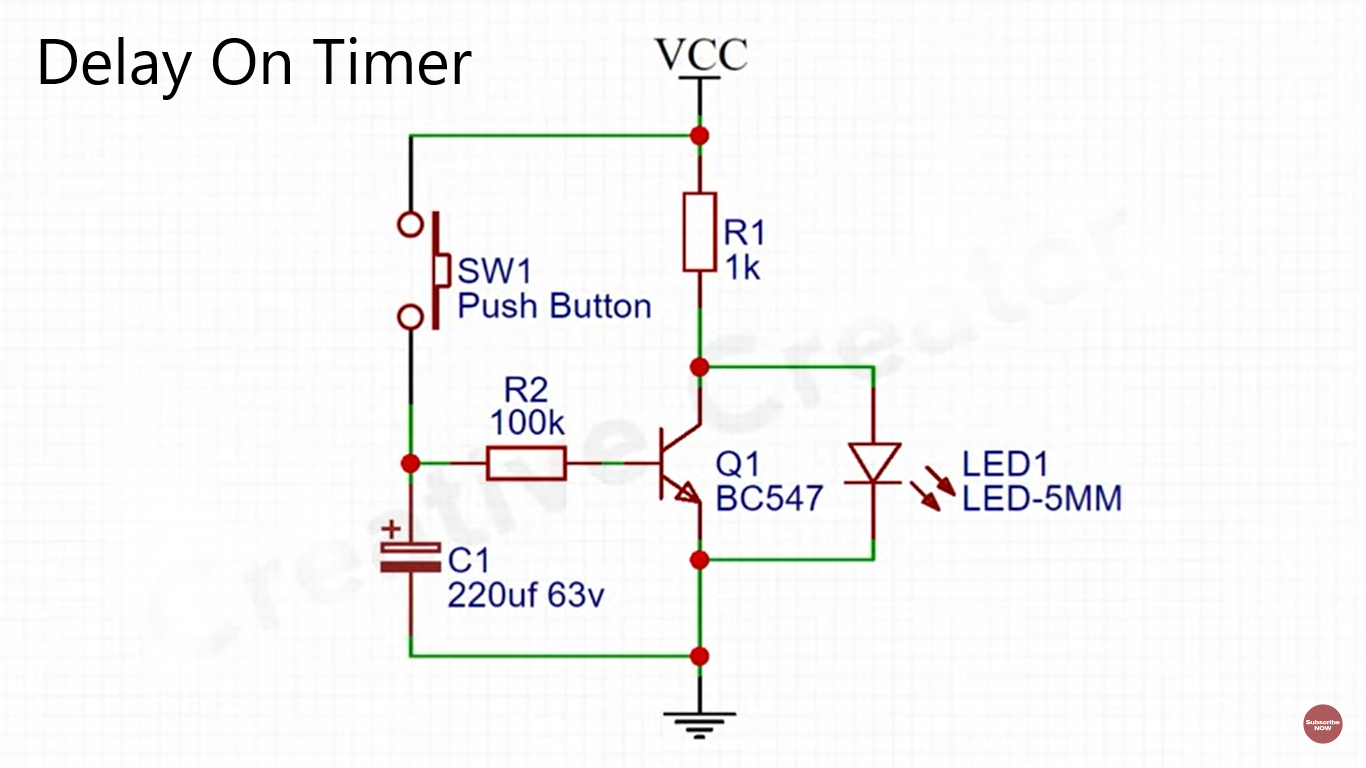 Delay On Timer
VCC
R1
1k
SW1
Push Button
R2
100k
Q1
BC547
LED1
LED-5MM
+
C1
220uf 63v
Creative Creator
Subscribe
NOW